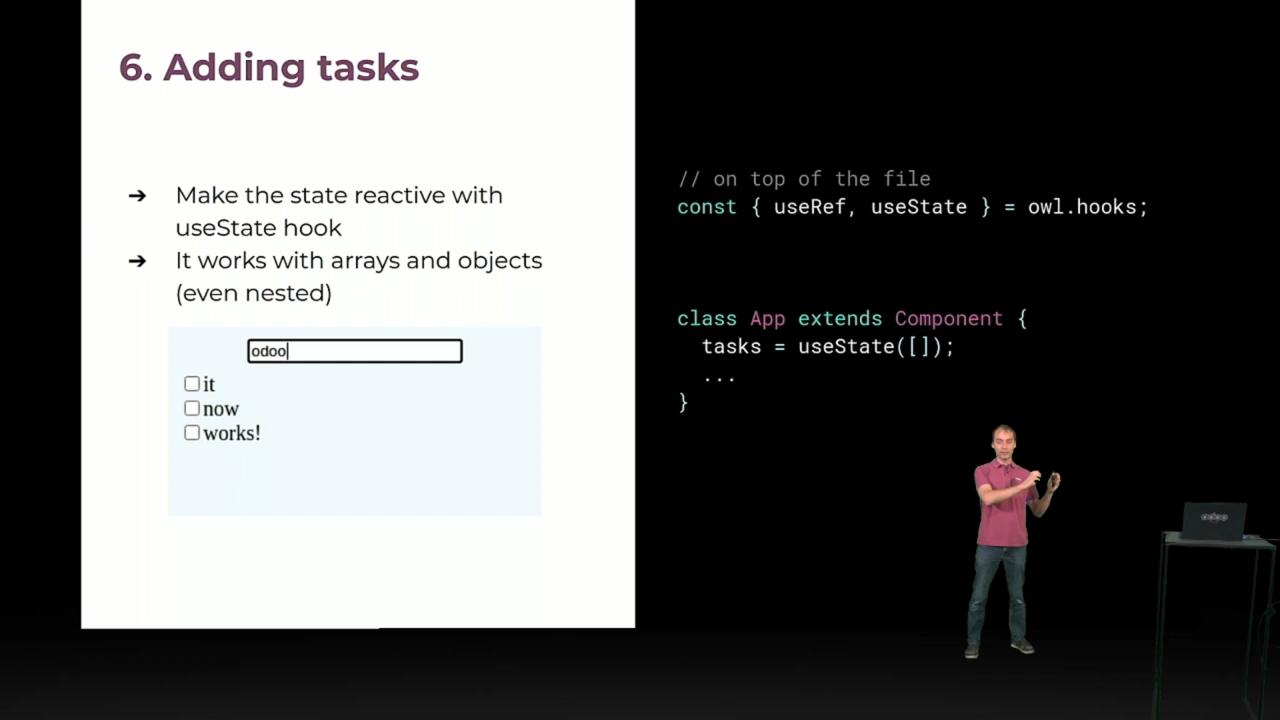 6. Adding tasks
➔ Make the state reactive with
useState hook
➔ It works with arrays and objects
(even nested)
odoo
it
now
works!
// on top of the file
const { useRef, useState } = owl.hooks;
class App extends Component {
tasks = useState([]);
...
}
odoo